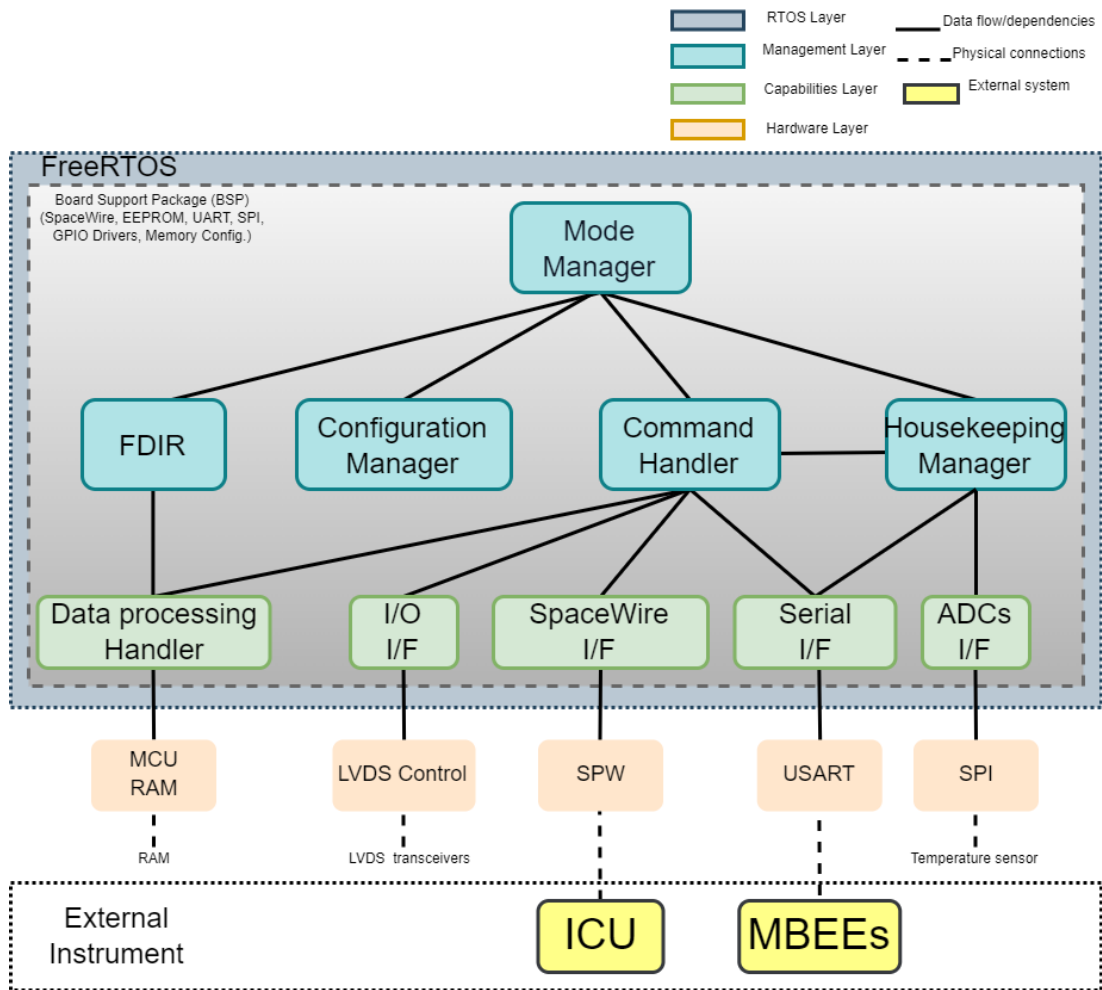 RTOS Layer
Data flow/dependencies
Management Layer
Physical connections
Capabilities Layer
External system
Hardware Layer
FreeRTOS
Board Support Package (BSP)
(SpaceWire, EEPROM, UART, SPI,
GPIO Drivers, Memory Config.)
Mode
Manager
FDIR
Configuration
Manager
Command
Handler
Housekeeping
Manager
Data processing
Handler
I/O
I/F
SpaceWire
I/F
Serial
I/F
ADCs
I/F
MCU
RAM
LVDS Control
SPW
USART
SPI
RAM
LVDS transceivers
Temperature sensor
External
Instrument
ICU
MBEEs